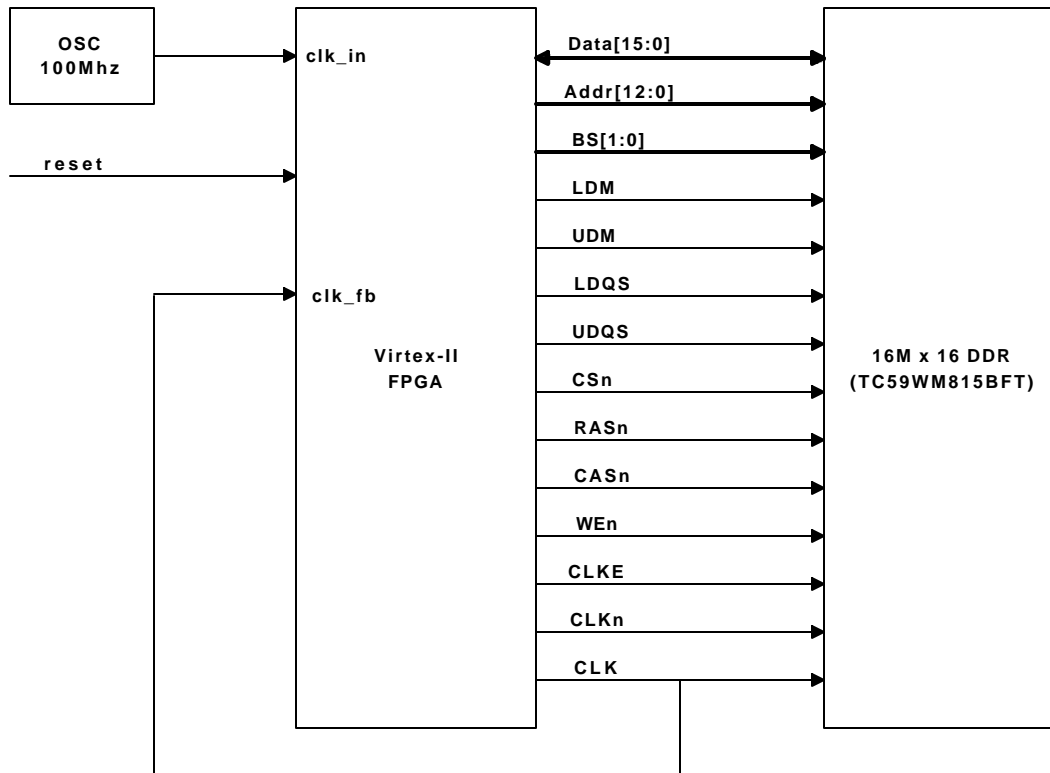 OSC
100Mhz
clk_in
reset
clk_fb
Virtex-II
FPGA
Data[15:0]
Addr[12:0]
BS[1:0]
LDM
UDM
LDQS
UDQS
CSn
RASn
CASn
WEn
CLKE
CLKn
CLK
16M x 16 DDR
(TC59WM815BFT)